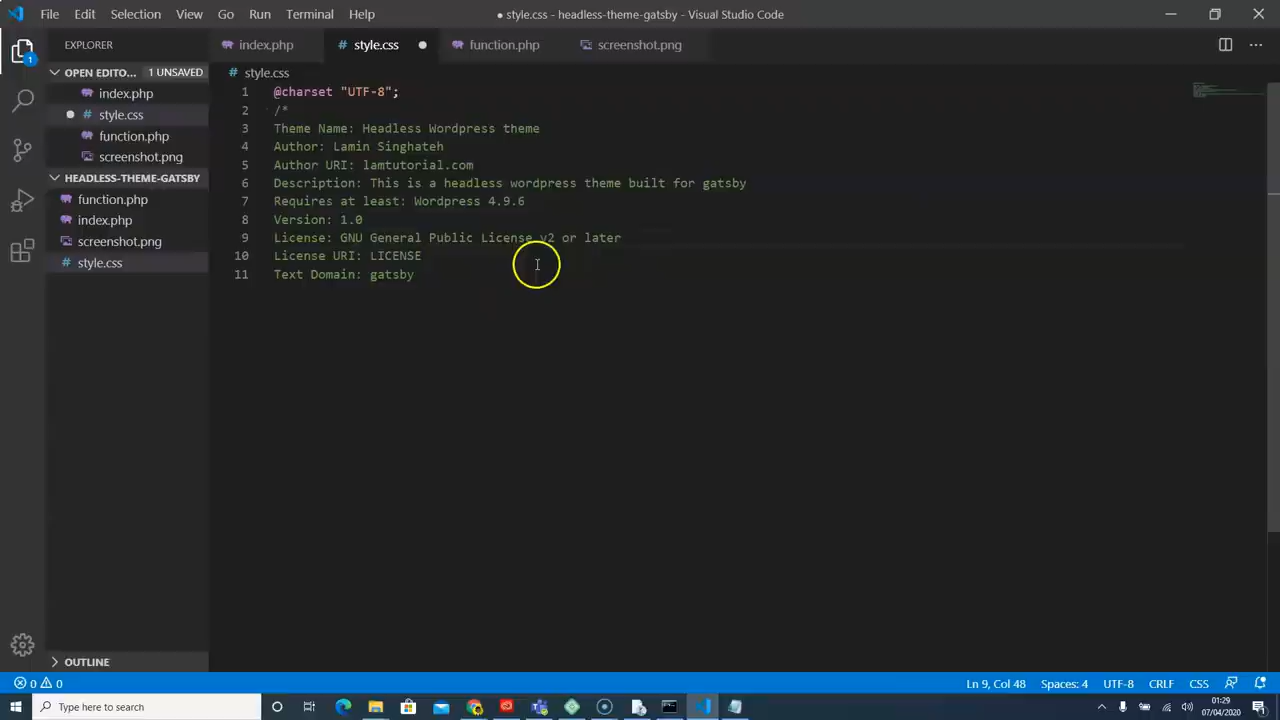 File Edit Selection View Go Run Terminal Help
● style.css - headless-theme-gatsby - Visual Studio Code
EXPLORER
index.php
# style.css
function.php
screenshot.png
OPEN EDITO... 1 UNSAVED
index.php
# style.css
function.php
screenshot.png
HEADLESS-THEME-GATSBY
function.php
index.php
screenshot.png
# style.css
OUTLINE
# style.css
1 @charset "UTF-8";
2 /*
3 Theme Name: Headless Wordpress theme
4 Author: Lamin Singhateh
5 Author URI: lamtutorial.com
6 Description: This is a headless wordpress theme built for gatsby
7 Requires at least: Wordpress 4.9.6
8 Version: 1.0
9 License: GNU General Public License v2 or later
10 License URI: LICENSE
11 Text Domain: gatsby
1
0 0
Ln 9, Col 48 Spaces: 4 UTF-8 CRLF CSS
Type here to search
01:29
07/04/2020